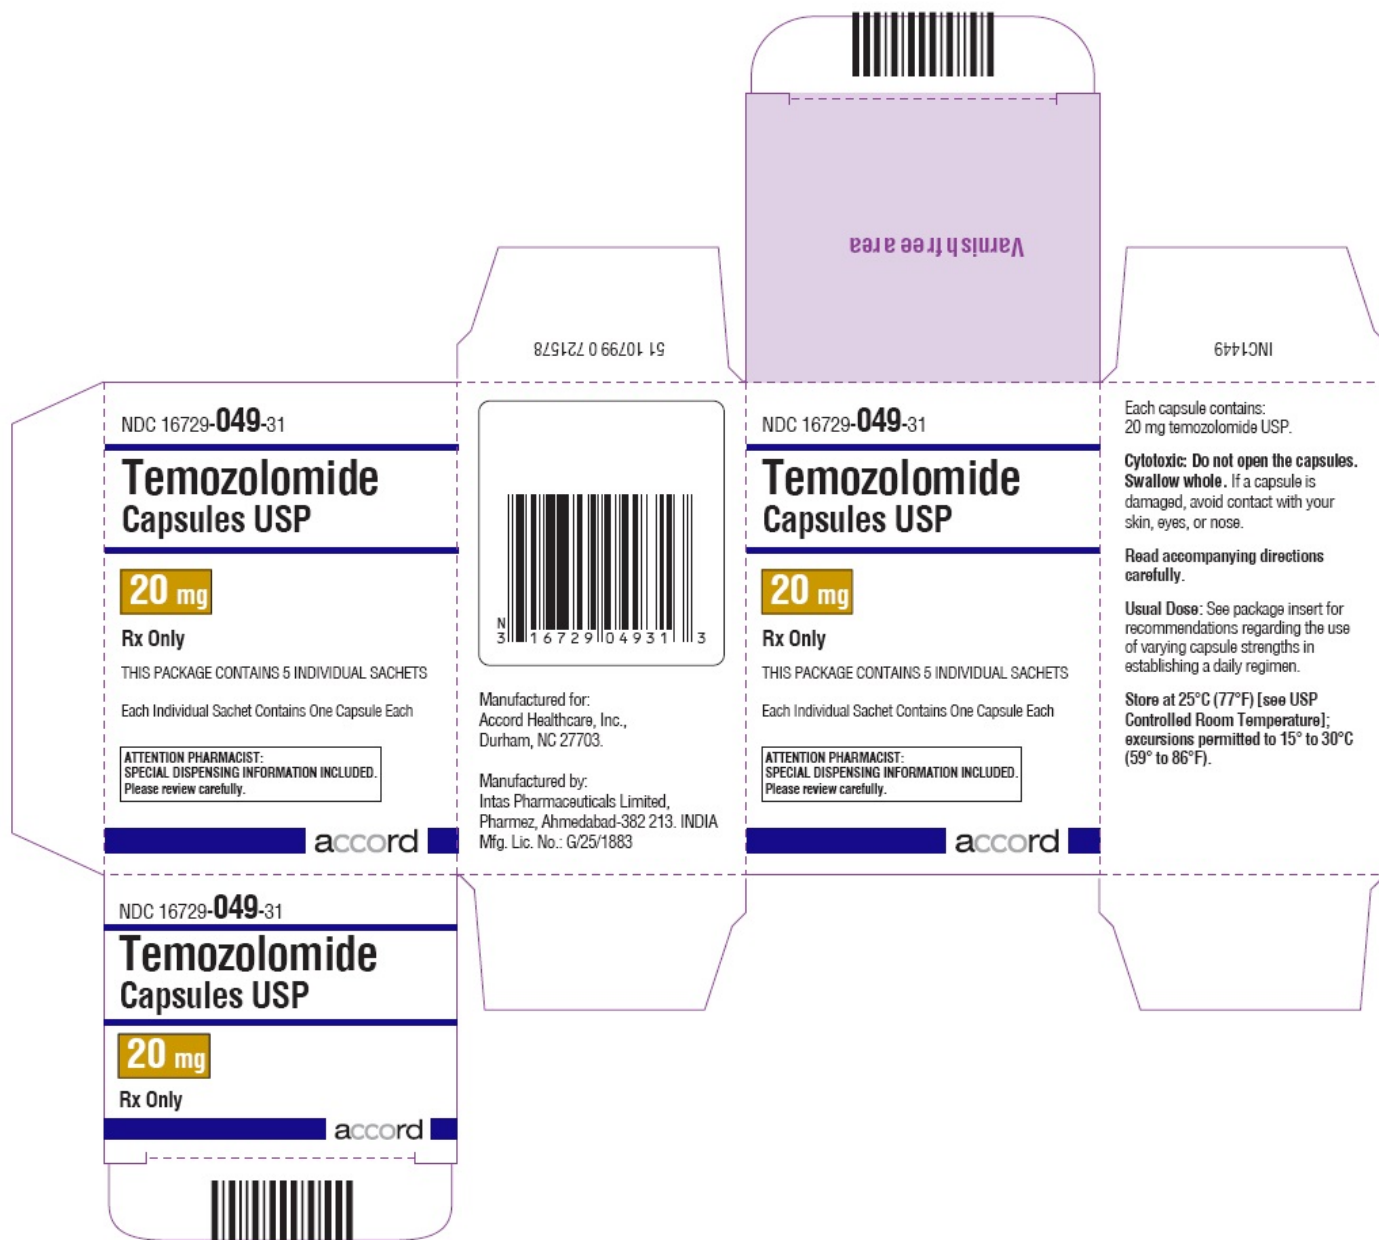 Varnish free area
51 10799 0 721578
INC1449
NDC 16729-049-31
Temozolomide
Capsules USP
20 mg
Rx Only
THIS PACKAGE CONTAINS 5 INDIVIDUAL SACHETS
Each Individual Sachet Contains One Capsule Each
ATTENTION PHARMACIST:
SPECIAL DISPENSING INFORMATION INCLUDED.
Please review carefully.
accord
N
3 16729 04931 3
Manufactured for:
Accord Healthcare, Inc.,
Durham, NC 27703.
Manufactured by:
Intas Pharmaceuticals Limited,
Pharmez, Ahmedabad-382 213. INDIA
Mfg. Lic. No.: G/25/1883
NDC 16729-049-31
Temozolomide
Capsules USP
20 mg
Rx Only
THIS PACKAGE CONTAINS 5 INDIVIDUAL SACHETS
Each Individual Sachet Contains One Capsule Each
ATTENTION PHARMACIST:
SPECIAL DISPENSING INFORMATION INCLUDED.
Please review carefully.
accord
Each capsule contains:
20 mg temozolomide USP.
Cytotoxic: Do not open the capsules.
Swallow whole. If a capsule is
damaged, avoid contact with your
skin, eyes, or nose.
Read accompanying directions
carefully.
Usual Dose: See package insert for
recommendations regarding the use
of varying capsule strengths in
establishing a daily regimen.
Store at 25°C (77°F) [see USP
Controlled Room Temperature];
excursions permitted to 15° to 30°C
(59° to 86°F).
NDC 16729-049-31
Temozolomide
Capsules USP
20 mg
Rx Only
accord